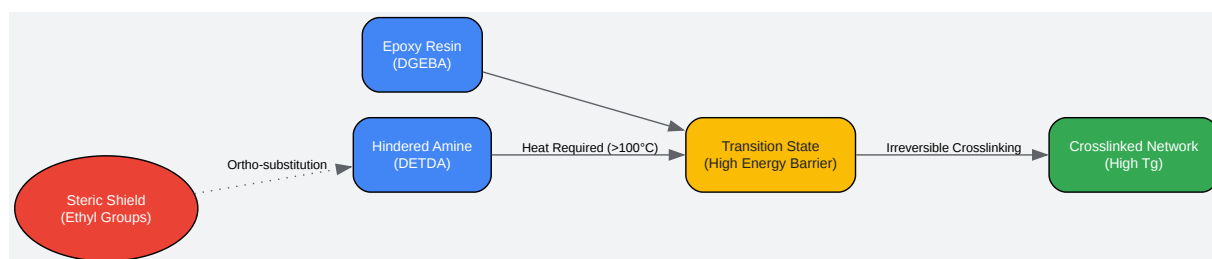 Epoxy Resin
(DGEBA)
Steric Shield
(Ethyl Groups)
Ortho-substitution
Hindered Amine
(DETDA)
Heat Required (>100°C)
Transition State
(High Energy Barrier)
Irreversible Crosslinking
Crosslinked Network
(High Tg)